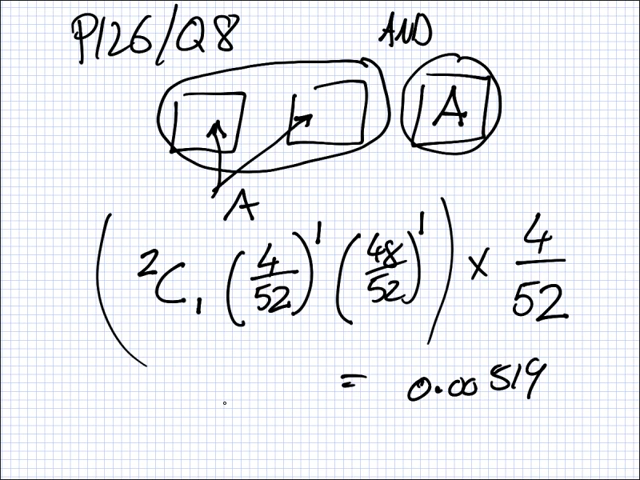 P126/Q8
AND
A
A
( ²C₁ (4/52)¹ (48/52)¹ ) × 4/52
= 0.00519